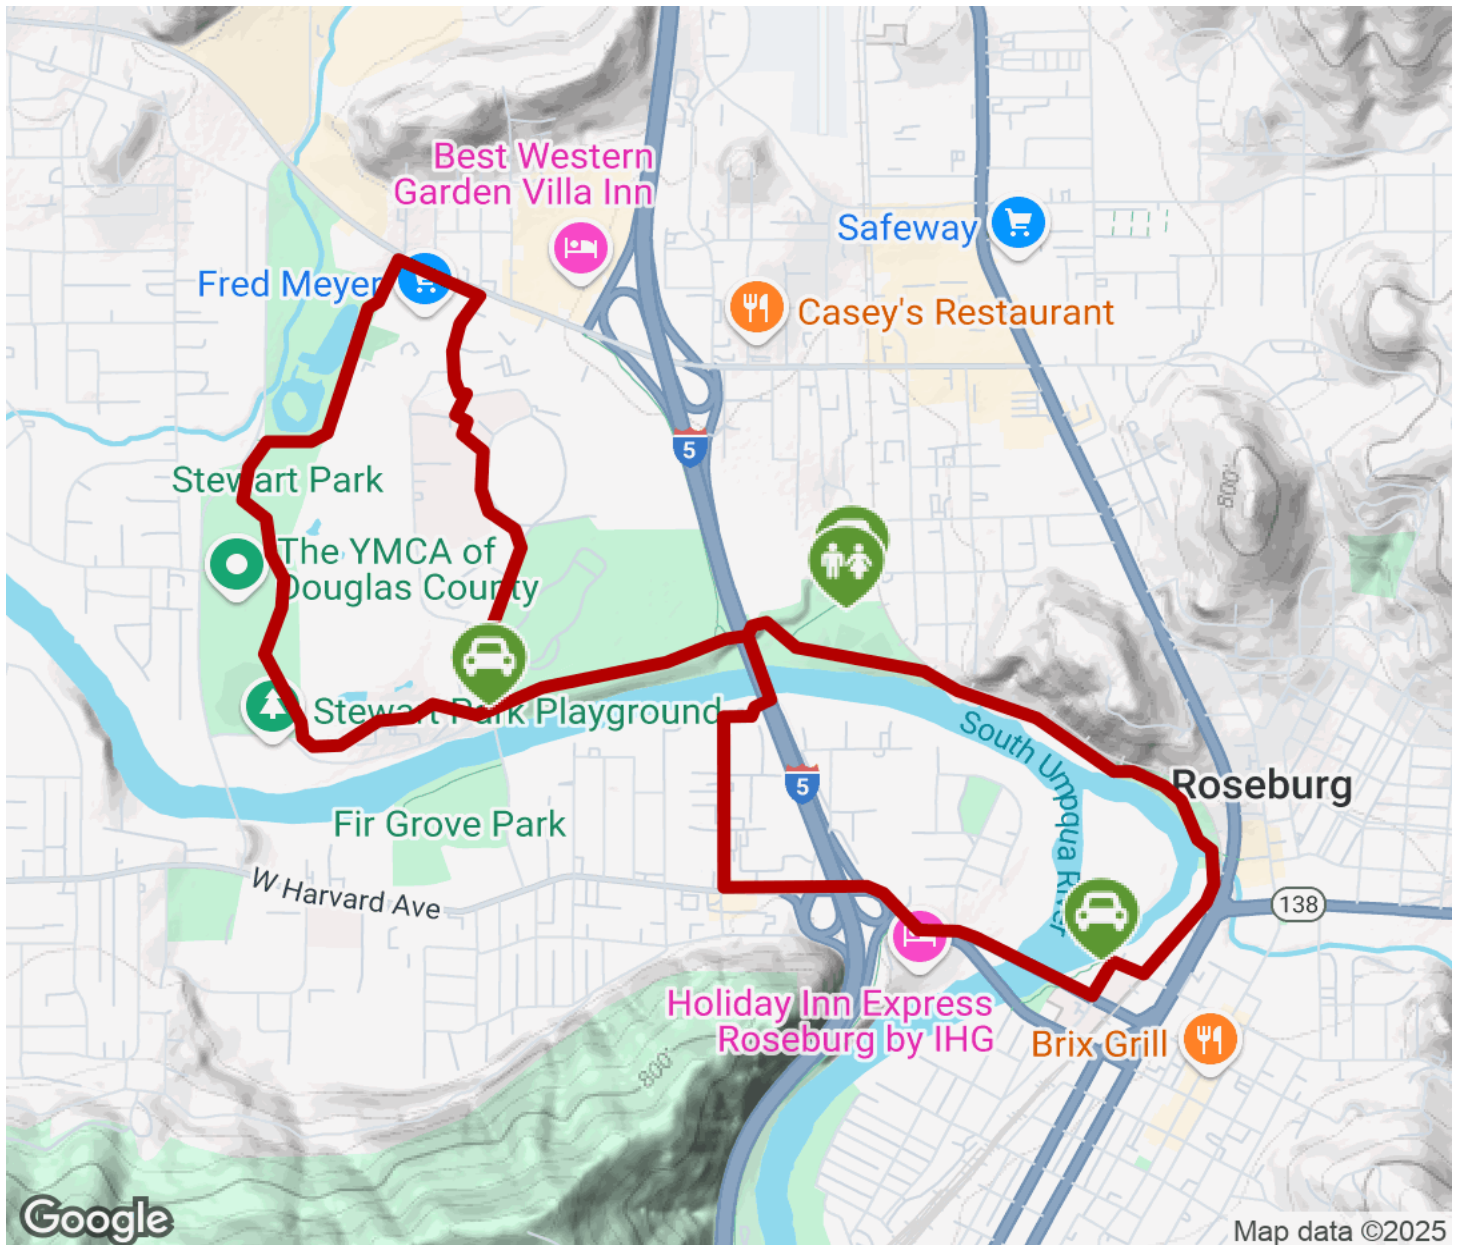 Best Western
Garden Villa Inn
Safeway
Fred Meyer
Casey's Restaurant
5
Stewart Park
800'
The YMCA of
Douglas County
Stewart Park Playground
South Umpqua River
5
Roseburg
Fir Grove Park
W Harvard Ave
138
Holiday Inn Express
Roseburg by IHG
Brix Grill
800'
Google
Map data ©2025